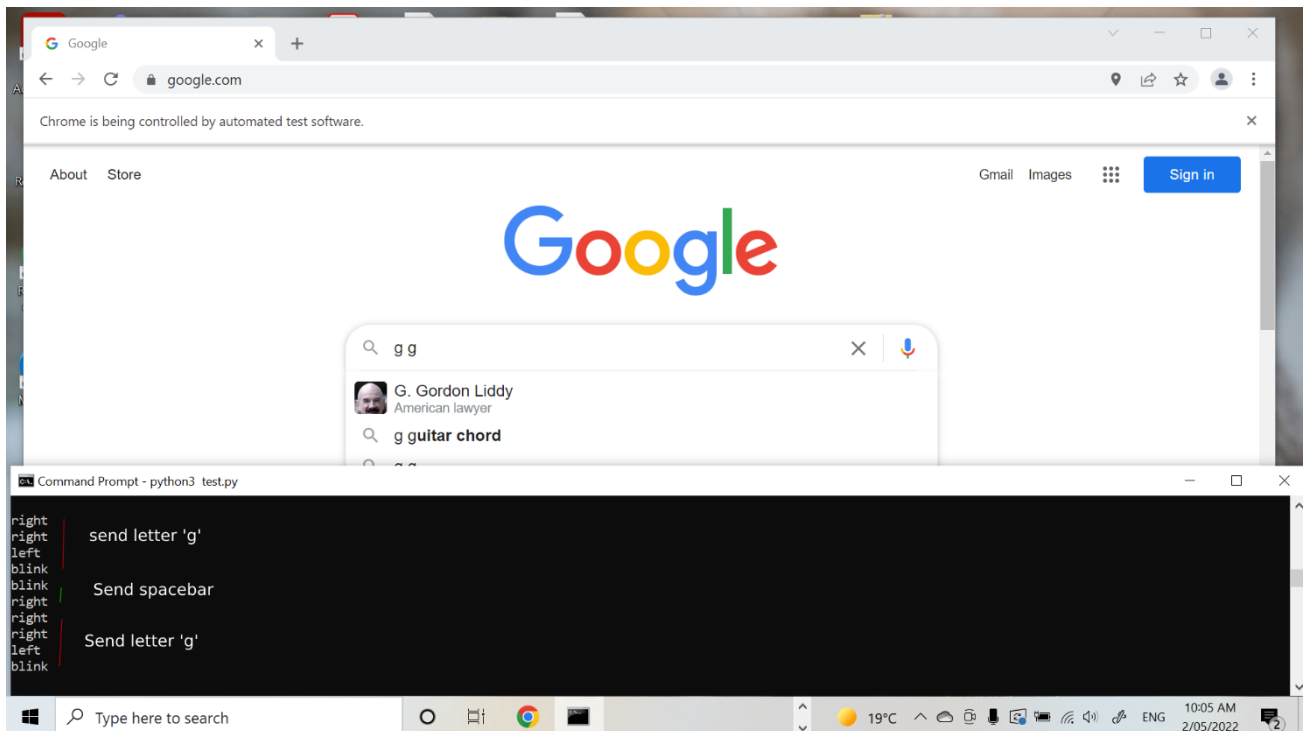 Google
google.com
Chrome is being controlled by automated test software.
About Store
Gmail Images
Sign in
Google
g g
G. Gordon Liddy
American lawyer
g guitar chord
Command Prompt - python3 test.py
right
right
left
blink
blink
right
right
right
left
blink
send letter 'g'
Send spacebar
Send letter 'g'
Type here to search
19°C
ENG
10:05 AM
2/05/2022
2